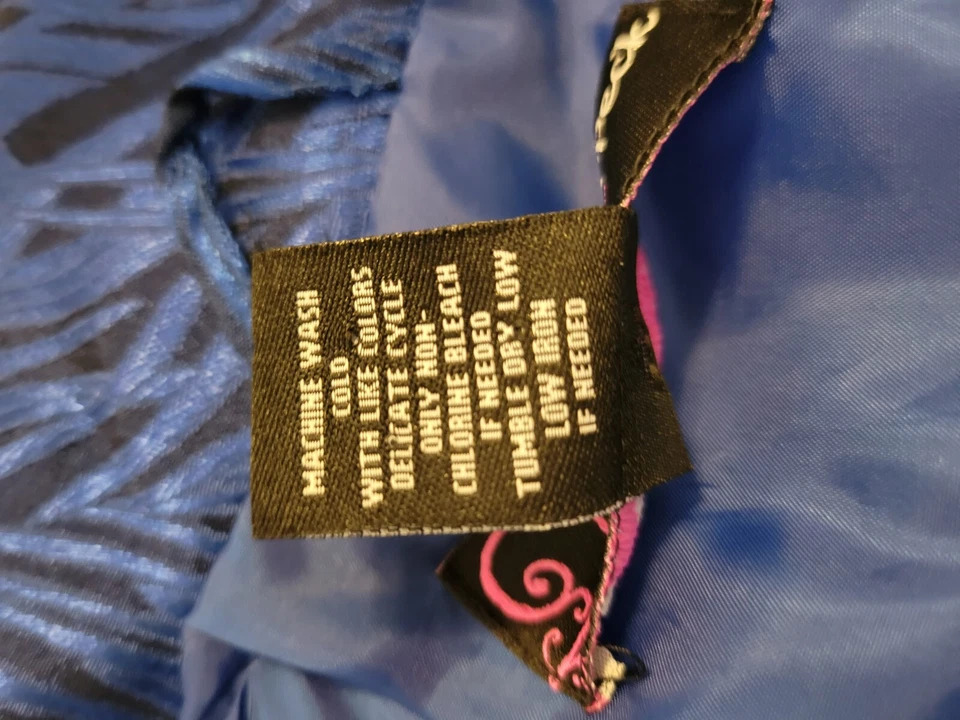 MACHINE WASH
COLD
WITH LIKE COLORS
DELICATE CYCLE
ONLY NON-
CHLORINE BLEACH
IF NEEDED
TUMBLE DRY LOW
LOW IRON
IF NEEDED